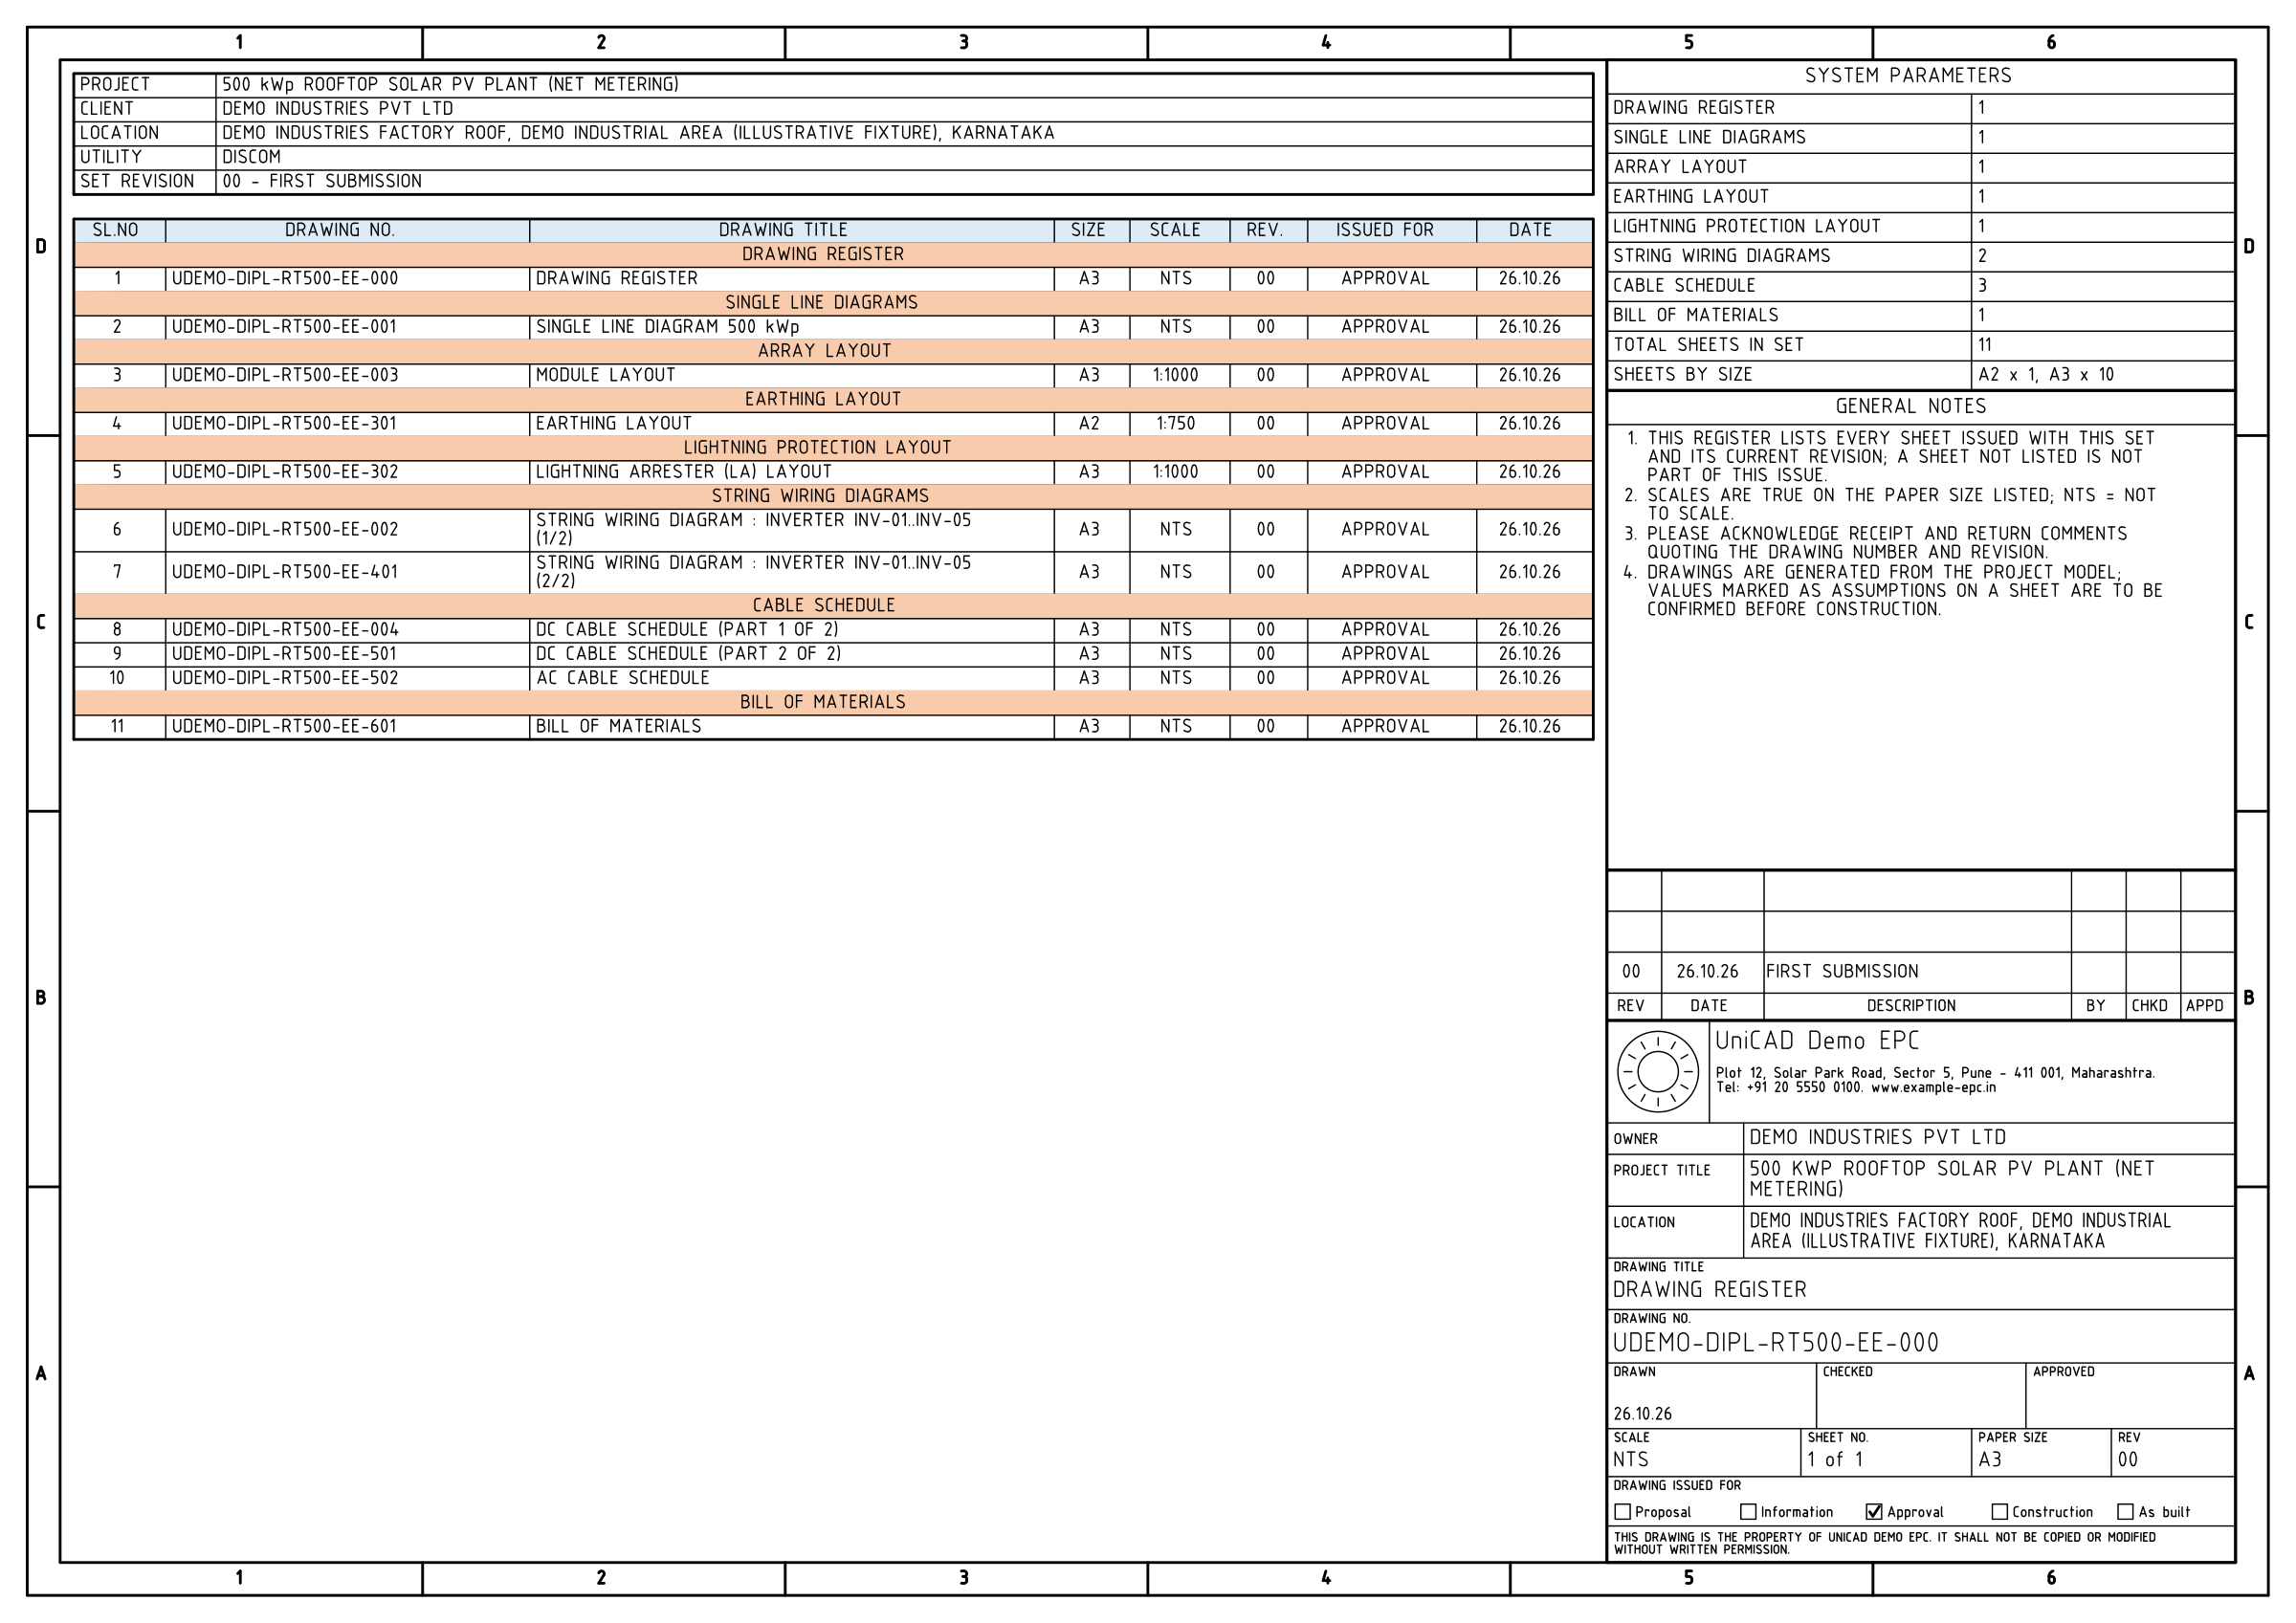 1 2 3 4 5 6
PROJECT 500 kWp ROOFTOP SOLAR PV PLANT (NET METERING)
CLIENT DEMO INDUSTRIES PVT LTD
LOCATION DEMO INDUSTRIES FACTORY ROOF, DEMO INDUSTRIAL AREA (ILLUSTRATIVE FIXTURE), KARNATAKA
UTILITY DISCOM
SET REVISION 00 - FIRST SUBMISSION
SL.NO DRAWING NO. DRAWING TITLE SIZE SCALE REV. ISSUED FOR DATE
DRAWING REGISTER
1 UDEMO-DIPL-RT500-EE-000 DRAWING REGISTER A3 NTS 00 APPROVAL 26.10.26
SINGLE LINE DIAGRAMS
2 UDEMO-DIPL-RT500-EE-001 SINGLE LINE DIAGRAM 500 kWp A3 NTS 00 APPROVAL 26.10.26
ARRAY LAYOUT
3 UDEMO-DIPL-RT500-EE-003 MODULE LAYOUT A3 1:1000 00 APPROVAL 26.10.26
EARTHING LAYOUT
4 UDEMO-DIPL-RT500-EE-301 EARTHING LAYOUT A2 1:750 00 APPROVAL 26.10.26
LIGHTNING PROTECTION LAYOUT
5 UDEMO-DIPL-RT500-EE-302 LIGHTNING ARRESTER (LA) LAYOUT A3 1:1000 00 APPROVAL 26.10.26
STRING WIRING DIAGRAMS
6 UDEMO-DIPL-RT500-EE-002 STRING WIRING DIAGRAM : INVERTER INV-01..INV-05 (1/2) A3 NTS 00 APPROVAL 26.10.26
7 UDEMO-DIPL-RT500-EE-401 STRING WIRING DIAGRAM : INVERTER INV-01..INV-05 (2/2) A3 NTS 00 APPROVAL 26.10.26
CABLE SCHEDULE
8 UDEMO-DIPL-RT500-EE-004 DC CABLE SCHEDULE (PART 1 OF 2) A3 NTS 00 APPROVAL 26.10.26
9 UDEMO-DIPL-RT500-EE-501 DC CABLE SCHEDULE (PART 2 OF 2) A3 NTS 00 APPROVAL 26.10.26
10 UDEMO-DIPL-RT500-EE-502 AC CABLE SCHEDULE A3 NTS 00 APPROVAL 26.10.26
BILL OF MATERIALS
11 UDEMO-DIPL-RT500-EE-601 BILL OF MATERIALS A3 NTS 00 APPROVAL 26.10.26
SYSTEM PARAMETERS
DRAWING REGISTER 1
SINGLE LINE DIAGRAMS 1
ARRAY LAYOUT 1
EARTHING LAYOUT 1
LIGHTNING PROTECTION LAYOUT 1
STRING WIRING DIAGRAMS 2
CABLE SCHEDULE 3
BILL OF MATERIALS 1
TOTAL SHEETS IN SET 11
SHEETS BY SIZE A2 x 1, A3 x 10
GENERAL NOTES
1. THIS REGISTER LISTS EVERY SHEET ISSUED WITH THIS SET
AND ITS CURRENT REVISION; A SHEET NOT LISTED IS NOT
PART OF THIS ISSUE.
2. SCALES ARE TRUE ON THE PAPER SIZE LISTED; NTS = NOT
TO SCALE.
3. PLEASE ACKNOWLEDGE RECEIPT AND RETURN COMMENTS
QUOTING THE DRAWING NUMBER AND REVISION.
4. DRAWINGS ARE GENERATED FROM THE PROJECT MODEL;
VALUES MARKED AS ASSUMPTIONS ON A SHEET ARE TO BE
CONFIRMED BEFORE CONSTRUCTION.
00 26.10.26 FIRST SUBMISSION
REV DATE DESCRIPTION BY CHKD APPD
UniCAD Demo EPC
Plot 12, Solar Park Road, Sector 5, Pune - 411 001, Maharashtra.
Tel: +91 20 5550 0100. www.example-epc.in
OWNER DEMO INDUSTRIES PVT LTD
PROJECT TITLE 500 KWP ROOFTOP SOLAR PV PLANT (NET
METERING)
LOCATION DEMO INDUSTRIES FACTORY ROOF, DEMO INDUSTRIAL
AREA (ILLUSTRATIVE FIXTURE), KARNATAKA
DRAWING TITLE
DRAWING REGISTER
DRAWING NO.
UDEMO-DIPL-RT500-EE-000
DRAWN CHECKED APPROVED
26.10.26
SCALE SHEET NO. PAPER SIZE REV
NTS 1 of 1 A3 00
DRAWING ISSUED FOR
Proposal Information Approval Construction As built
THIS DRAWING IS THE PROPERTY OF UNICAD DEMO EPC. IT SHALL NOT BE COPIED OR MODIFIED
WITHOUT WRITTEN PERMISSION.
D D
C C
B B
A A
1 2 3 4 5 6